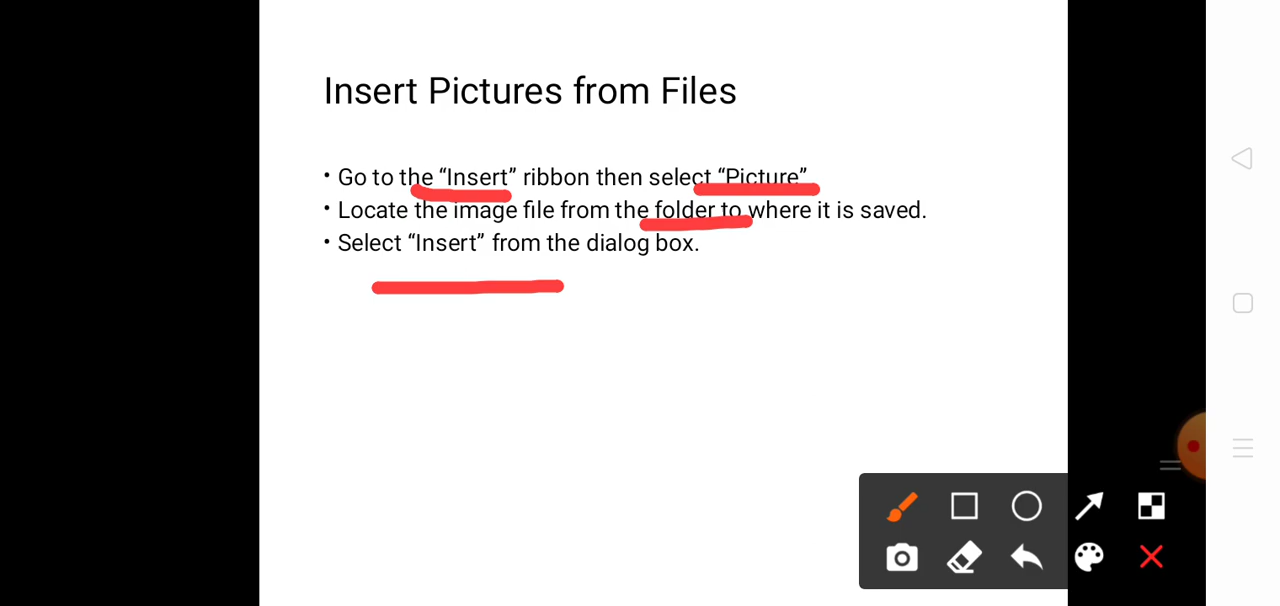 Insert Pictures from Files
• Go to the “Insert” ribbon then select “Picture”
• Locate the image file from the folder to where it is saved.
• Select “Insert” from the dialog box.